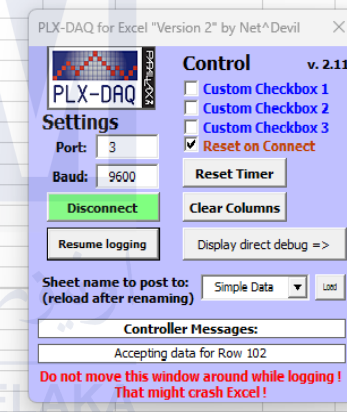 PLX-DAQ for Excel "Version 2" by Net^Devil
PLX-DAQ
Control v. 2.11
Custom Checkbox 1
Custom Checkbox 2
Custom Checkbox 3
Reset on Connect
Settings
Port: 3
Baud: 9600
Reset Timer
Disconnect
Clear Columns
Resume logging
Display direct debug =>
Sheet name to post to:
(reload after renaming)
Simple Data
Load
Controller Messages:
Accepting data for Row 102
Do not move this window around while logging !
That might crash Excel !